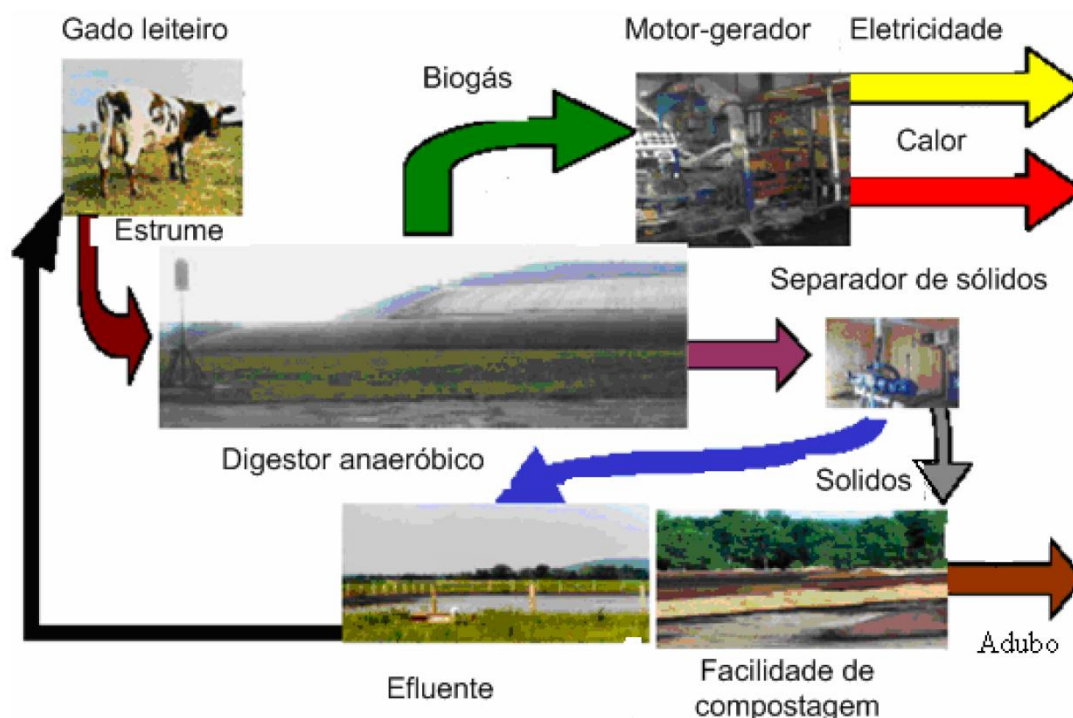 Gado leiteiro
Motor-gerador
Eletricidade
Biogás
Calor
Estrume
Separador de sólidos
Digestor anaeróbico
Solidos
Adubo
Efluente
Facilidade de
compostagem